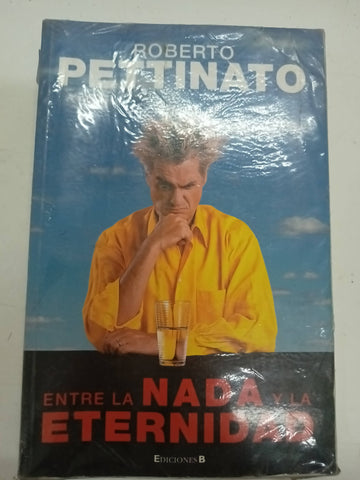 ROBERTO
PETTINATO
ENTRE LA NADA Y LA
ETERNIDAD
EDICIONES B